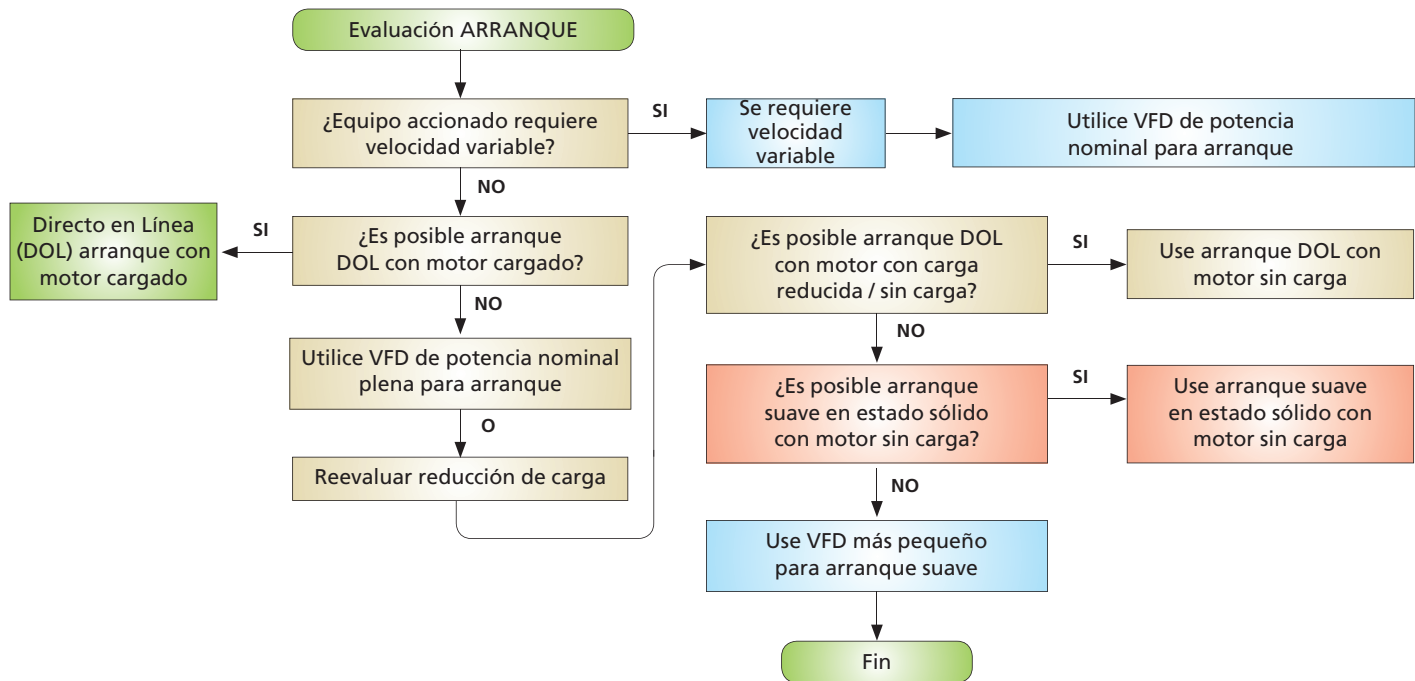 Evaluación ARRANQUE
¿Equipo accionado requiere
velocidad variable?
SI
Se requiere
velocidad
variable
Utilice VFD de potencia
nominal para arranque
NO
Directo en Línea
(DOL) arranque con
motor cargado
SI
¿Es posible arranque
DOL con motor cargado?
NO
Utilice VFD de potencia nominal
plena para arranque
O
Reevaluar reducción de carga
¿Es posible arranque DOL
con motor con carga
reducida / sin carga?
SI
Use arranque DOL con
motor sin carga
NO
¿Es posible arranque
suave en estado sólido
con motor sin carga?
SI
Use arranque suave
en estado sólido con
motor sin carga
NO
Use VFD más pequeño
para arranque suave
Fin